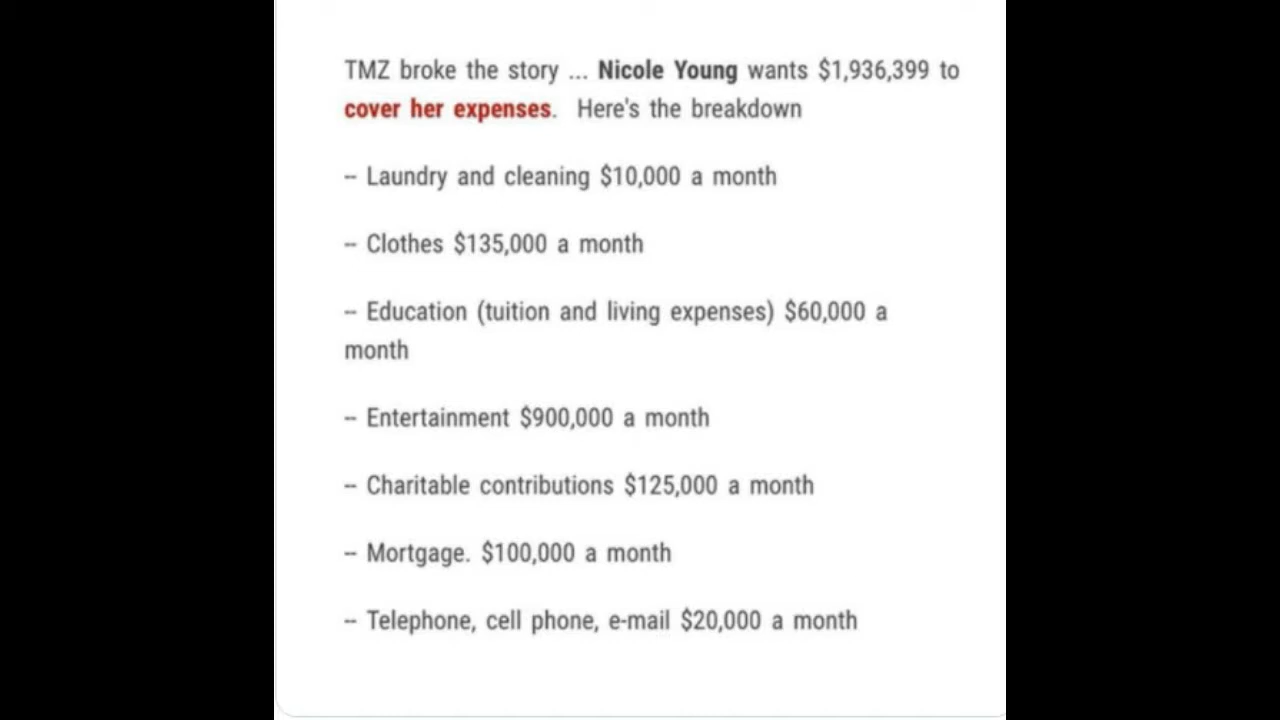 TMZ broke the story ... Nicole Young wants $1,936,399 to
cover her expenses. Here's the breakdown
-- Laundry and cleaning $10,000 a month
-- Clothes $135,000 a month
-- Education (tuition and living expenses) $60,000 a
month
-- Entertainment $900,000 a month
-- Charitable contributions $125,000 a month
-- Mortgage. $100,000 a month
-- Telephone, cell phone, e-mail $20,000 a month